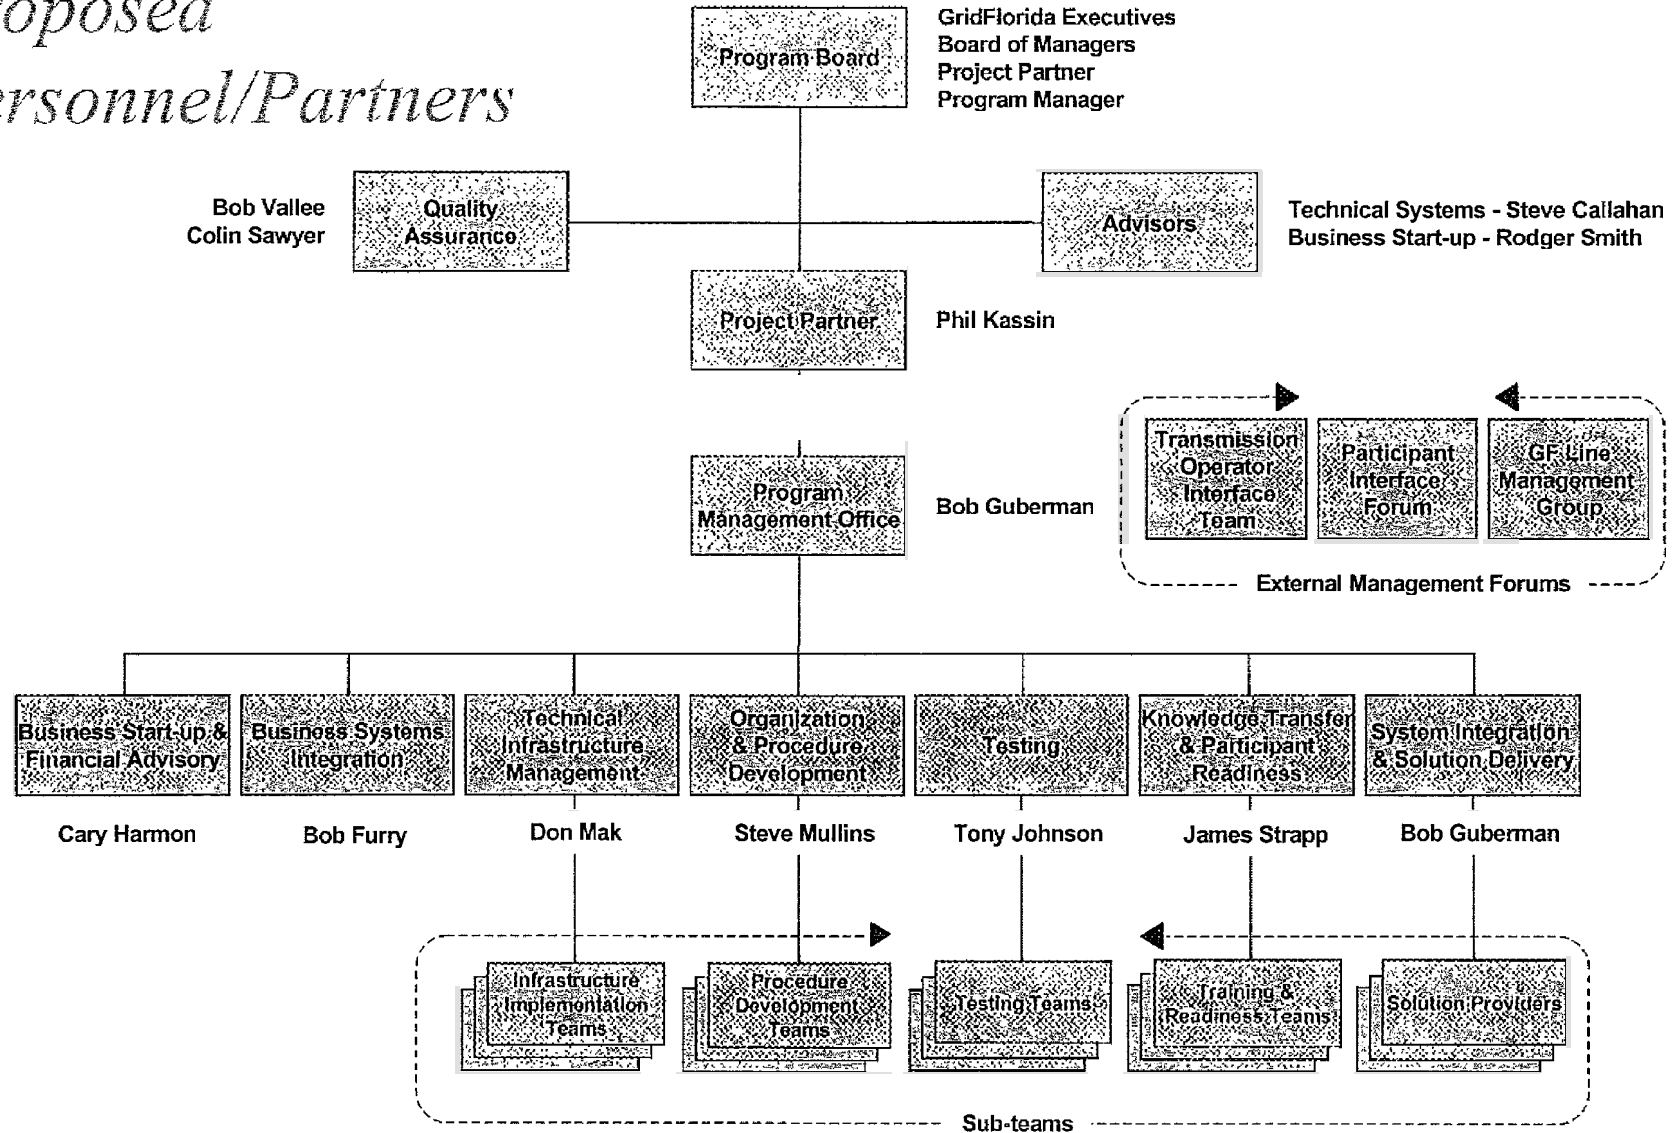 oposed
ersonnel/Partners
Program Board
GridFlorida Executives
Board of Managers
Project Partner
Program Manager
Bob Vallee
Colin Sawyer
Quality
Assurance
Advisors
Technical Systems - Steve Callahan
Business Start-up - Rodger Smith
Project Partner
Phil Kassin
Program
Management Office
Bob Guberman
Transmission
Operator
Interface
Team
Participant
Interface
Forum
GF Line
Management
Group
External Management Forums
Business Start-up &
Financial Advisory
Business Systems
Integration
Technical
Infrastructure
Management
Organization
& Procedure
Development
Testing
Knowledge Transfer
& Participant
Readiness
System Integration
& Solution Delivery
Cary Harmon
Bob Furry
Don Mak
Steve Mullins
Tony Johnson
James Strapp
Bob Guberman
Infrastructure
Implementation
Teams
Procedure
Development
Teams
Testing Teams
Training &
Readiness Teams
Solution Providers
Sub-teams